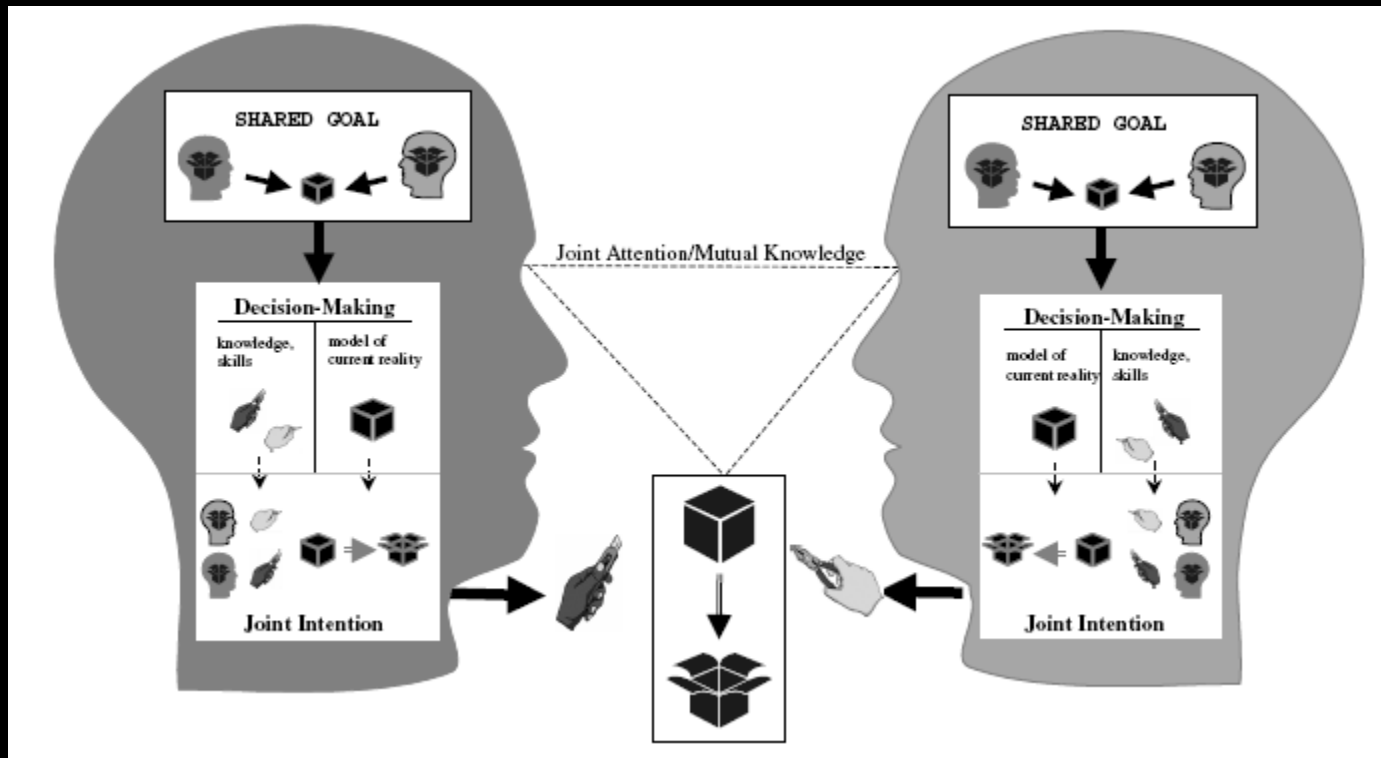 SHARED GOAL
Decision-Making
knowledge,
skills
model of
current reality
Joint Intention
Joint Attention/Mutual Knowledge
SHARED GOAL
Decision-Making
model of
current reality
knowledge,
skills
Joint Intention